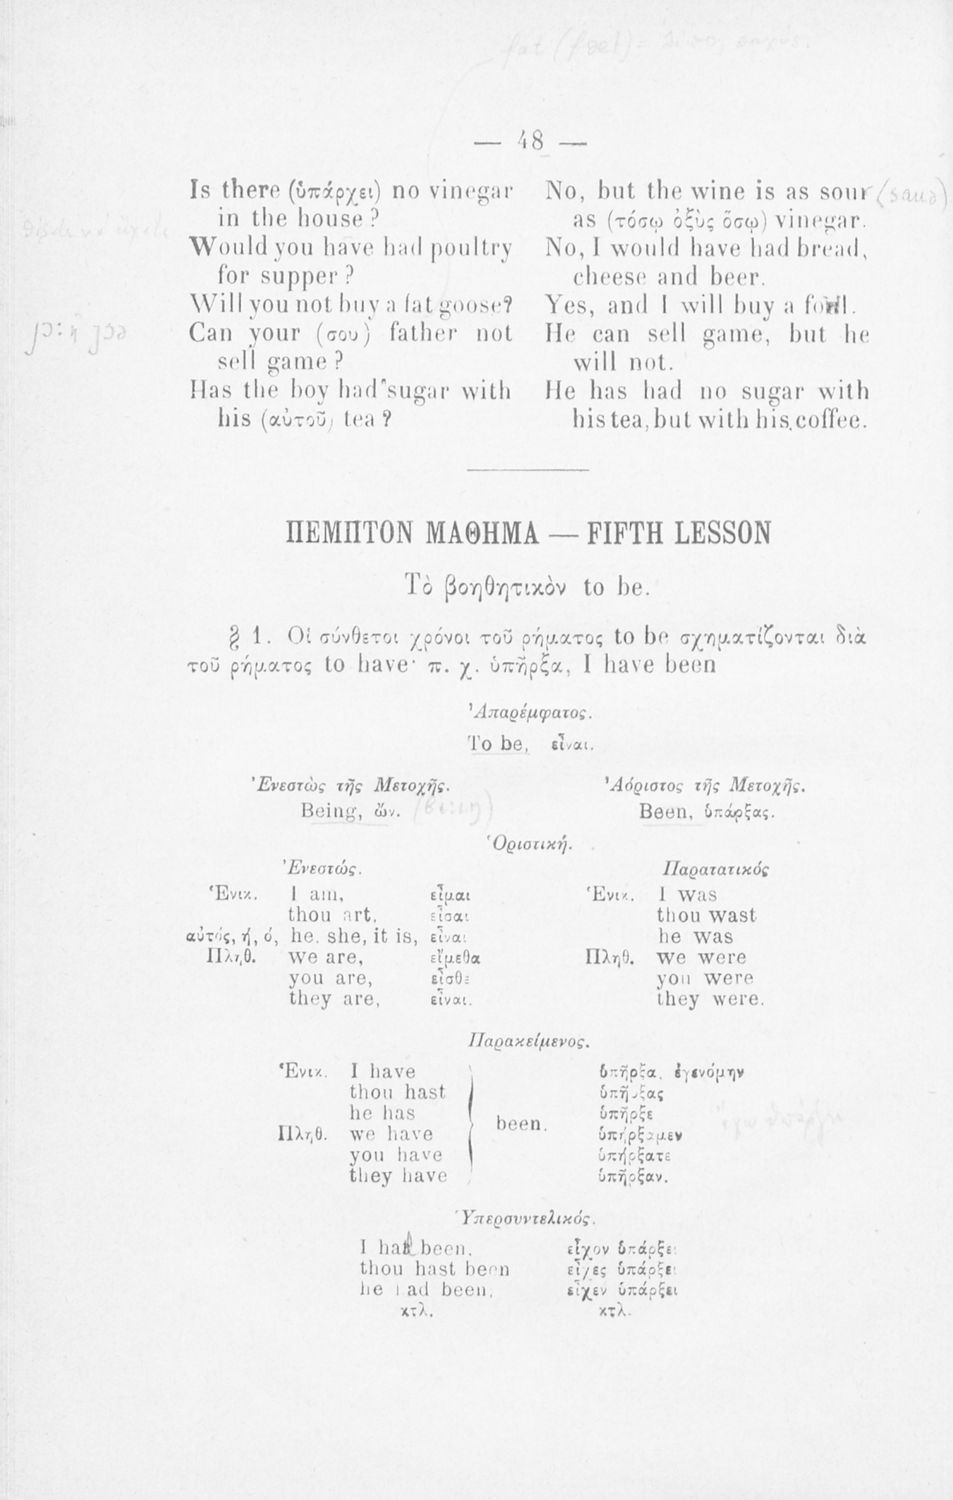 — 48 —
Is there (ὑπάρχει) no vinegar
in the house ?
Would you have had poultry
for supper ?
Will you not buy a fat goose?
Can your (σου) father not
sell game ?
Has the boy had sugar with
his (αὐτοῦ) tea ?
No, but the wine is as sour
as (τόσῳ ὀξὺς ὅσῳ) vinegar.
No, I would have had bread,
cheese and beer.
Yes, and I will buy a fowl.
He can sell game, but he
will not.
He has had no sugar with
his tea, but with his coffee.
ΠΕΜΠΤΟΝ ΜΑΘΗΜΑ — FIFTH LESSON
Τὸ βοηθητικὸν to be.
§ 1. Οἱ σύνθετοι χρόνοι τοῦ ρήματος to be σχηματίζονται διὰ
τοῦ ρήματος to have· π. χ. ὑπῆρξα, I have been
Ἀπαρέμφατος.
To be, εἶναι.
Ἐνεστὼς τῆς Μετοχῆς.
Being, ὤν.
Ἀόριστος τῆς Μετοχῆς.
Been, ὑπάρξας.
Ὁριστική.
Ἐνεστώς.
Ἑνικ. I am, εἶμαι
thou art, εἶσαι
αὐτός, ή, ό, he, she, it is, εἶναι
Πληθ. we are, εἴμεθα
you are, εἶσθε
they are, εἶναι.
Παρατατικός
Ἑνικ. I was
thou wast
he was
Πληθ. we were
you were
they were.
Παρακείμενος.
Ἑνικ. I have ὑπῆρξα, ἐγενόμην
thou hast ὑπῆρξας
he has ὑπῆρξε
been.
Πληθ. we have ὑπήρξαμεν
you have ὑπήρξατε
they have ὑπῆρξαν.
Ὑπερσυντελικός.
I had been, εἶχον ὑπάρξει
thou hast been εἶχες ὑπάρξει
he had been, εἶχεν ὑπάρξει
κτλ. κτλ.